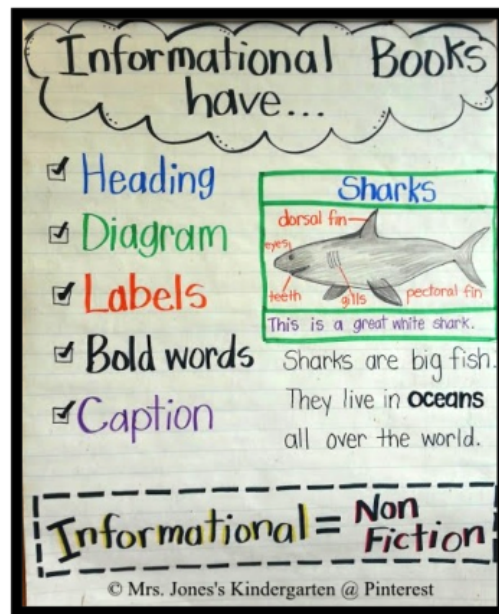 Informational Books
have...
Heading
Diagram
Labels
Bold words
Caption
Sharks
dorsal fin
eyes
teeth
gills
pectoral fin
This is a great white shark.
Sharks are big fish.
They live in oceans
all over the world.
Informational = Non
Fiction
© Mrs. Jones's Kindergarten @ Pinterest